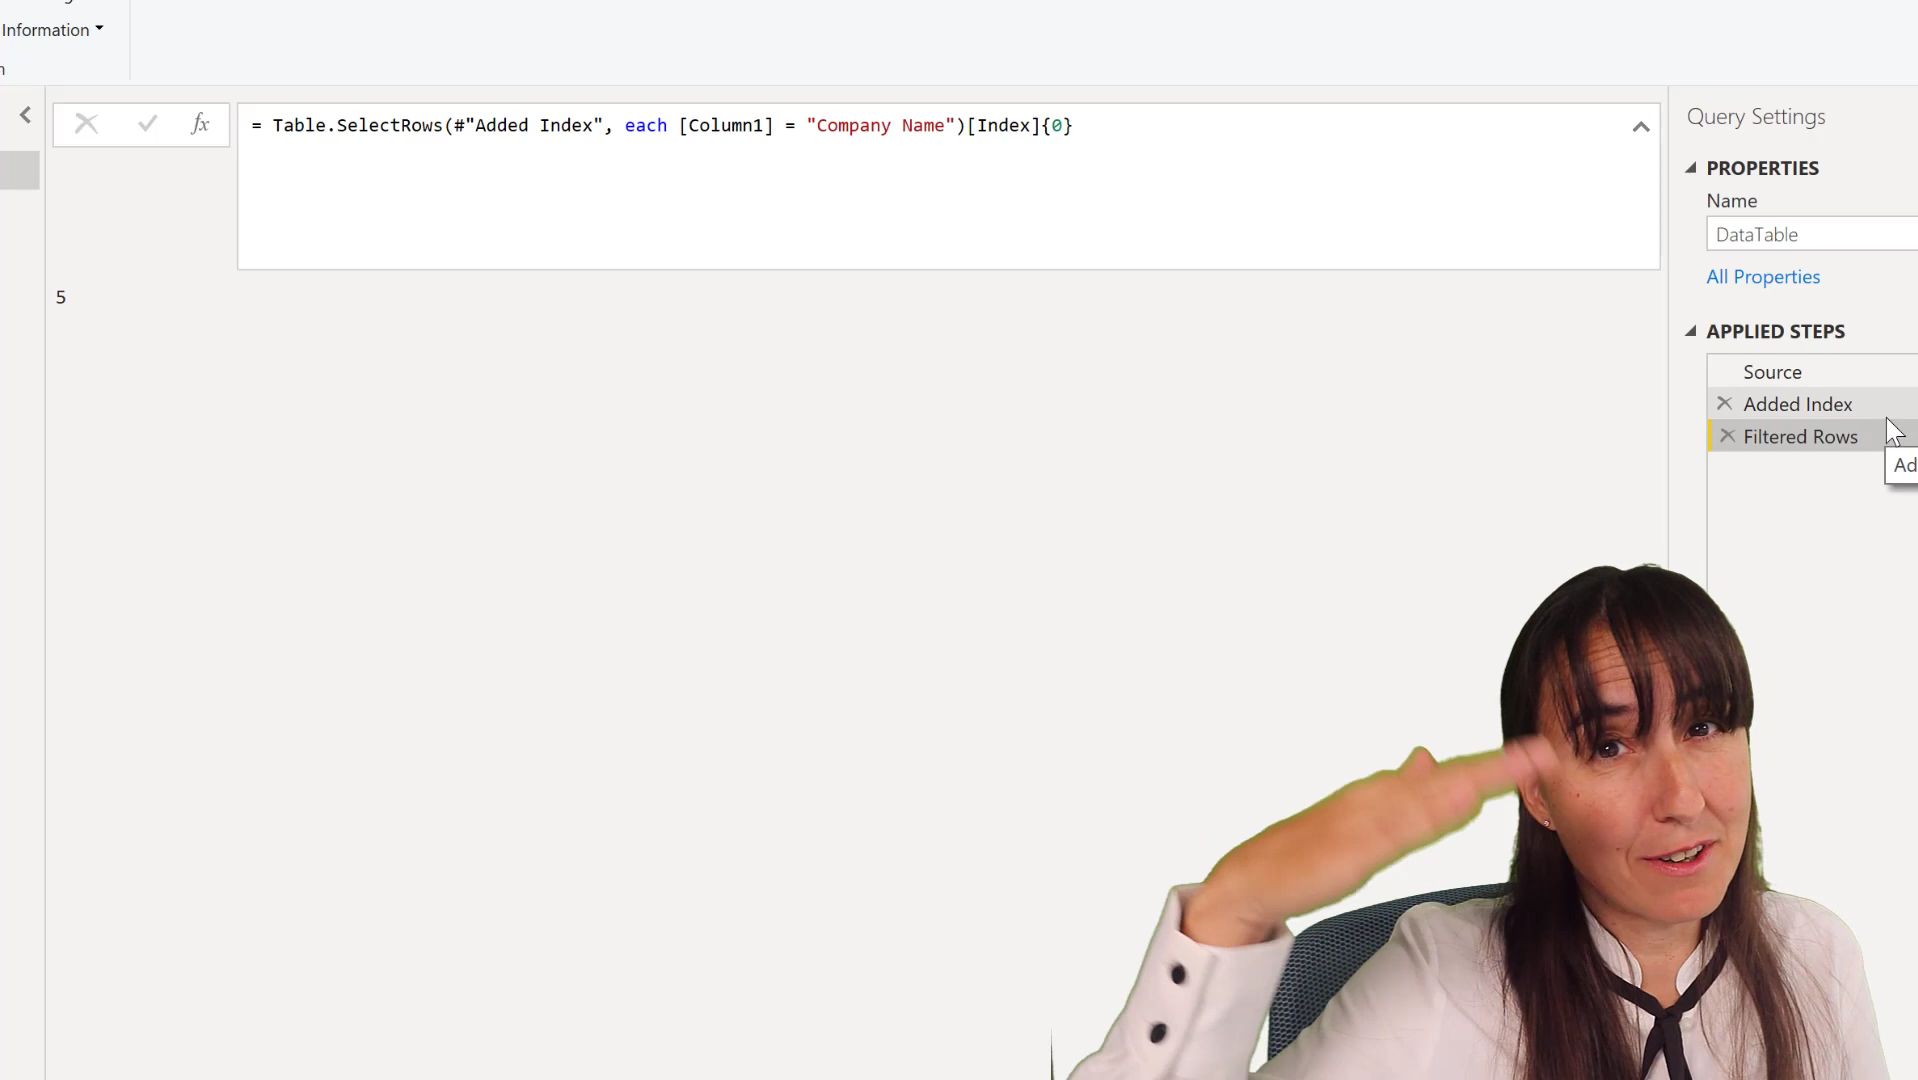 Information
n
fx
= Table.SelectRows(#"Added Index", each [Column1] = "Company Name")[Index]{0}
5
Query Settings
PROPERTIES
Name
DataTable
All Properties
APPLIED STEPS
Source
Added Index
Filtered Rows
Ad